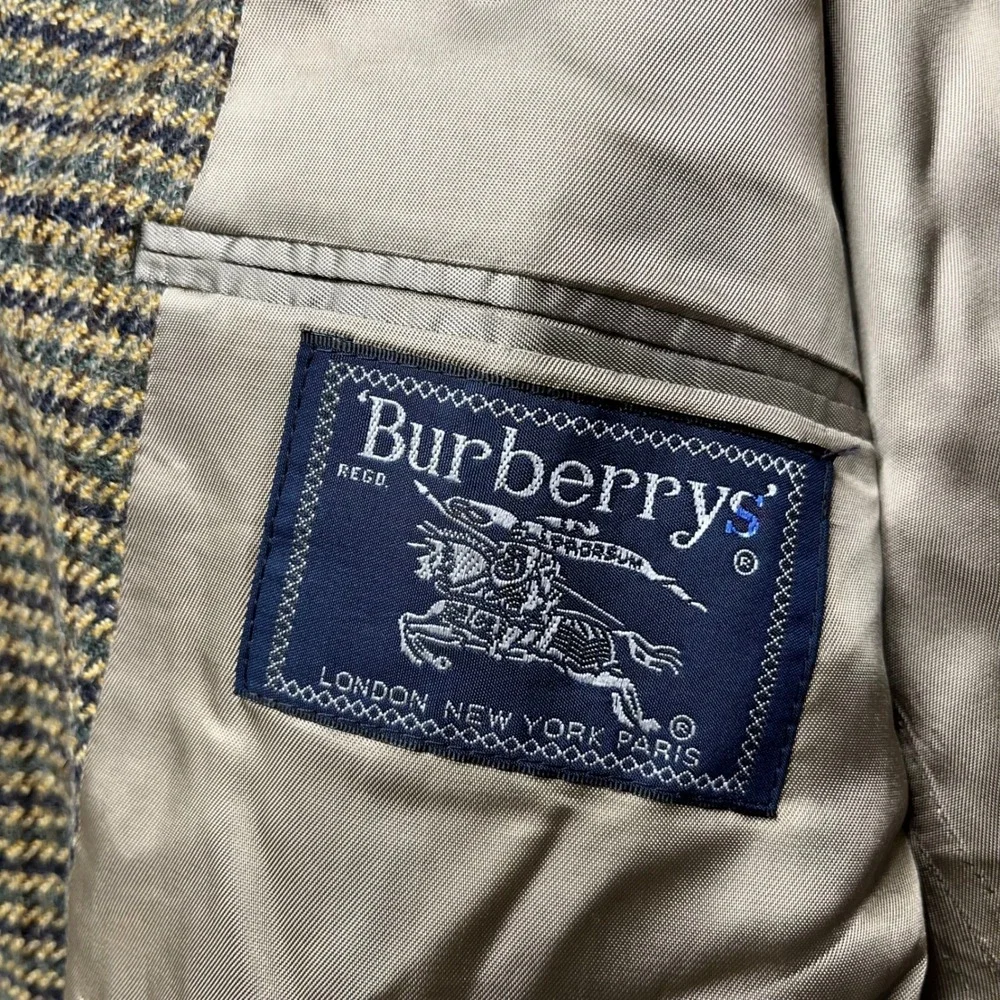 'Burberrys'
REGD.
®
PRORSUM
®
LONDON NEW YORK PARIS